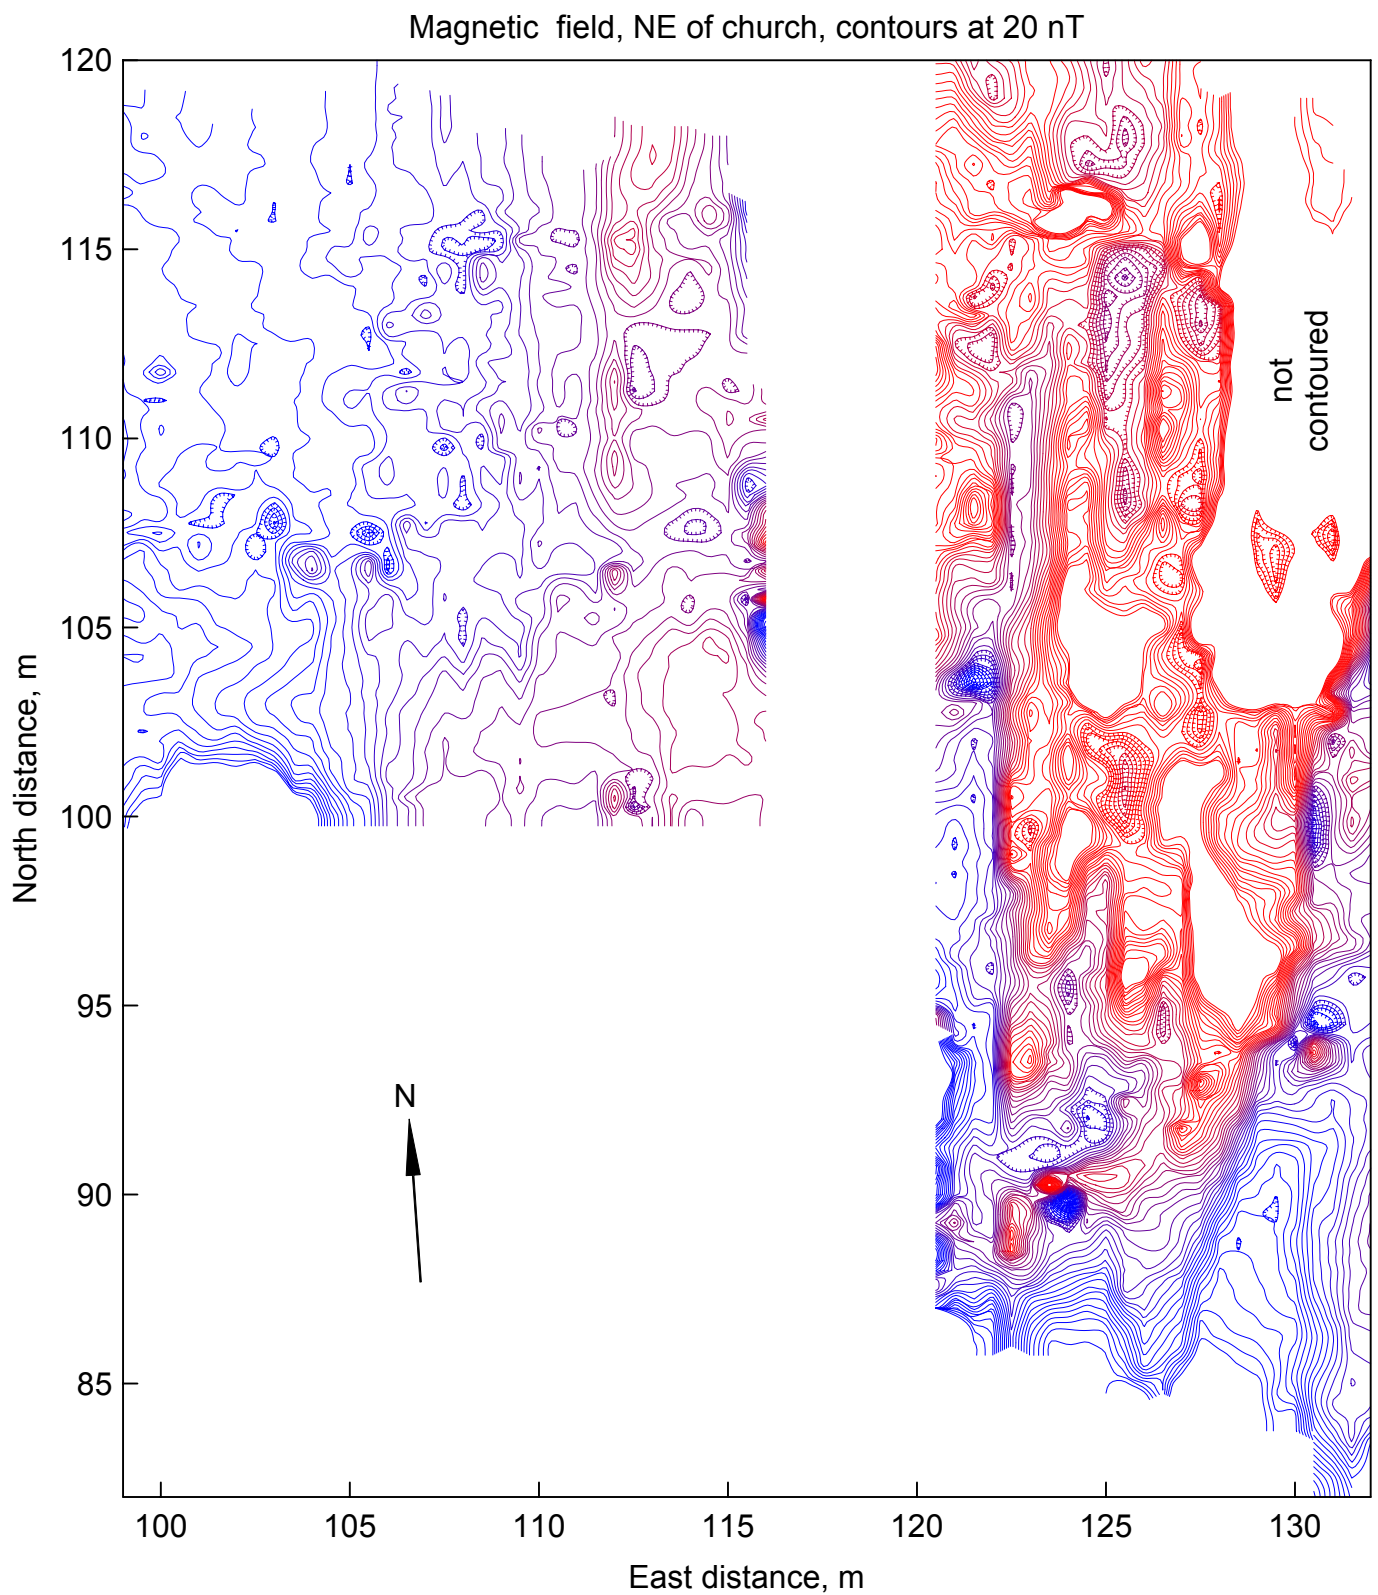 Magnetic  field, NE of church, contours at 20 nT
120
115
110
105
100
95
90
85
North distance, m
not
contoured
N
100
105
110
115
120
125
130
East distance, m